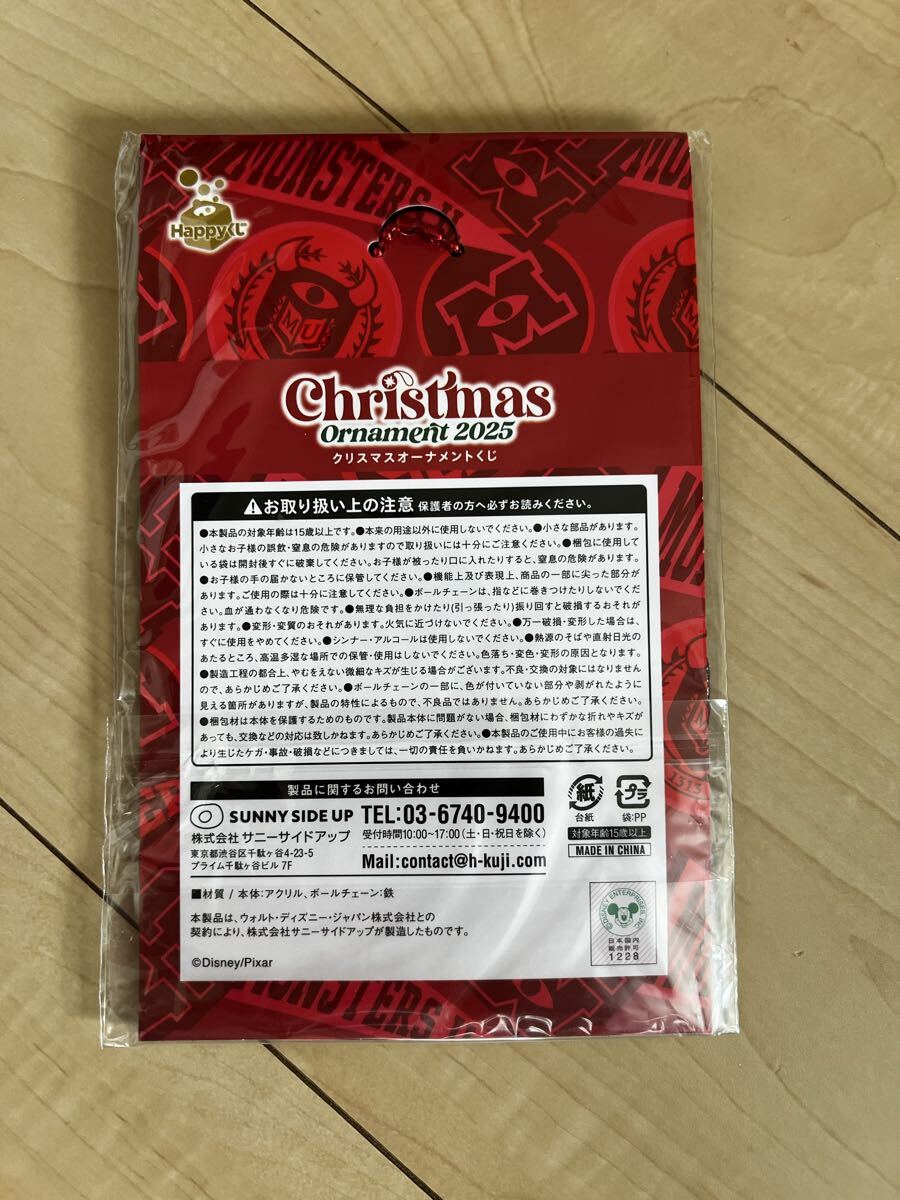 MONSTERS U
Happyくじ
MU
M
Christmas
Ornament 2025
クリスマスオーナメントくじ
お取り扱い上の注意 保護者の方へ必ずお読みください。
●本製品の対象年齢は15歳以上です。●本来の用途以外に使用しないでください。●小さな部品があります。
小さなお子様の誤飲・窒息の危険がありますので取り扱いには十分にご注意ください。●梱包に使用して
いる袋は開封後すぐに破棄してください。お子様が被ったり口に入れたりすると、窒息の危険があります。
●お子様の手の届かないところに保管してください。●機能上及び表現上、商品の一部に尖った部分が
あります。ご使用の際は十分に注意してください。●ボールチェーンは、指などに巻きつけたりしないでく
ださい。血が通わなくなり危険です。●無理な負担をかけたり(引っ張ったり)振り回すと破損するおそれが
あります。●変形・変質のおそれがあります。火気に近づけないでください。●万一破損・変形した場合は、
すぐに使用をやめてください。●シンナー・アルコールは使用しないでください。●熱源のそばや直射日光の
あたるところ、高温多湿な場所での保管・使用はしないでください。色落ち・変色・変形の原因となります。
●製造工程の都合上、やむをえない微細なキズが生じる場合がございます。不良・交換の対象にはなりません
ので、あらかじめご了承ください。●ボールチェーンの一部に、色が付いていない部分や剥がれたように
見える箇所がありますが、製品の特性によるもので、不良品ではありません。あらかじめご了承ください。
●梱包材は本体を保護するためのものです。製品本体に問題がない場合、梱包材にわずかな折れやキズが
あっても、交換などの対応は致しかねます。あらかじめご了承ください。●本製品のご使用中にお客様の過失に
より生じたケガ・事故・破損などにつきましては、一切の責任を負いかねます。あらかじめご了承ください。
製品に関するお問い合わせ
SUNNY SIDE UP
株式会社 サニーサイドアップ
東京都渋谷区千駄ヶ谷4-23-5
プライム千駄ヶ谷ビル 7F
TEL:03-6740-9400
受付時間10:00~17:00(土・日・祝日を除く)
Mail:contact@h-kuji.com
紙
台紙
プラ
袋:PP
対象年齢15歳以上
MADE IN CHINA
■材質 / 本体:アクリル、ボールチェーン:鉄
本製品は、ウォルト・ディズニー・ジャパン株式会社との
契約により、株式会社サニーサイドアップが製造したものです。
©Disney/Pixar
©DISNEY ENTERPRISES INC
日本国内
販売許可
1228
MONSTERS